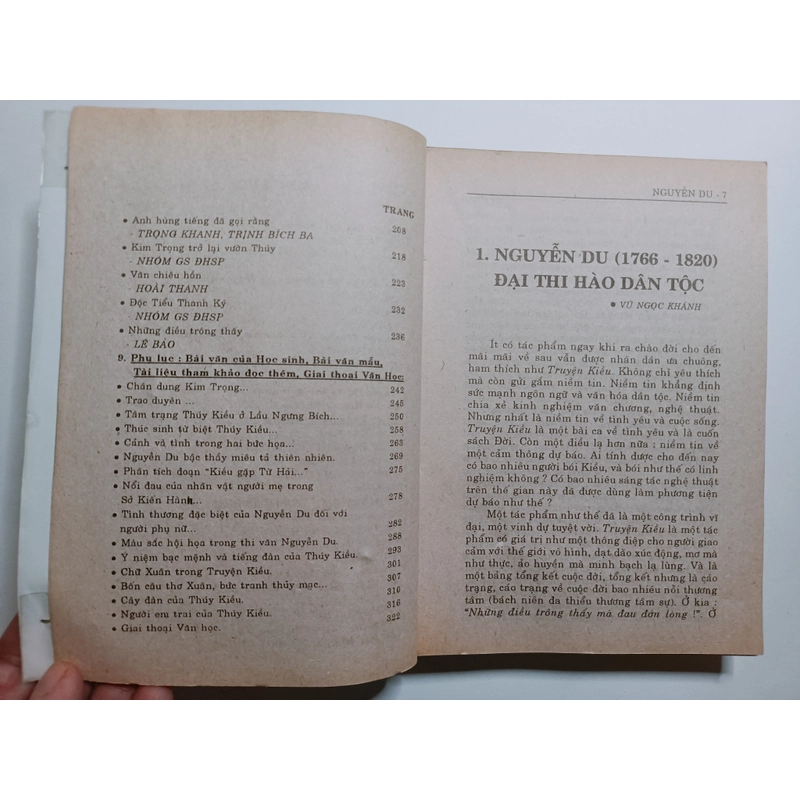 TRANG
• Anh hùng tiếng đã gọi rằng
- TRỌNG KHANH, TRỊNH BÍCH BA 208
• Kim Trọng trở lại vườn Thúy 218
- NHÓM GS ĐHSP
• Văn chiêu hồn 223
- HOÀI THANH
• Độc Tiểu Thanh Ký 232
- NHÓM GS ĐHSP
• Những điều trông thấy 236
- LÊ BẢO
9. Phụ lục : Bài văn của Học sinh, Bài văn mẫu,
Tài liệu tham khảo đọc thêm, Giai thoại Văn Học:
• Chân dung Kim Trọng... 242
• Trao duyên ... 245
• Tâm trạng Thúy Kiều ở Lầu Ngưng Bích... 250
• Thúc sinh từ biệt Thúy Kiều... 258
• Cảnh và tình trong hai bức họa... 263
• Nguyễn Du bậc thầy miêu tả thiên nhiên. 269
• Phân tích đoạn "Kiều gặp Từ Hải..." 275
• Nỗi đau của nhân vật người mẹ trong
Sở Kiến Hành... 278
• Tình thương đặc biệt của Nguyễn Du đối với
người phụ nữ... 282
• Màu sắc hội họa trong thi văn Nguyễn Du. 288
• Ý niệm bạc mệnh và tiếng đàn của Thúy Kiều. 293
• Chữ Xuân trong Truyện Kiều. 301
• Bốn câu thơ Xuân, bức tranh thủy mạc... 307
• Cây đàn của Thúy Kiều. 310
• Người em trai của Thúy Kiều. 316
• Giai thoại Văn học. 322
NGUYỄN DU - 7
1. NGUYỄN DU (1766 - 1820)
ĐẠI THI HÀO DÂN TỘC
• VŨ NGỌC KHÁNH
Ít có tác phẩm ngay khi ra chào đời cho đến
mãi mãi về sau vẫn được nhân dân ưa chuộng,
ham thích như Truyện Kiều. Không chỉ yêu thích
mà còn gửi gắm niềm tin. Niềm tin khẳng định
sức mạnh ngôn ngữ và văn hóa dân tộc. Niềm tin
chia xẻ kinh nghiệm văn chương, nghệ thuật.
Nhưng nhất là niềm tin về tình yêu và cuộc sống.
Truyện Kiều là một bài ca về tình yêu và là cuốn
sách Đời. Còn một điều lạ hơn nữa : niềm tin về
một cảm thông dự báo. Ai tính được cho đến nay
có bao nhiêu người bói Kiều, và bói như thế có linh
nghiệm không ? Có bao nhiêu sáng tác nghệ thuật
trên thế gian này đã được dùng làm phương tiện
dự báo như thế ?
Một tác phẩm như thế đã là một công trình vĩ
đại, một vinh dự tuyệt vời. Truyện Kiều là một tác
phẩm có giá trị như một thông điệp cho người giao
cảm với thế giới vô hình, dạt dào xúc động, mơ mà
như thực, ảo huyền mà minh bạch lạ lùng. Và là
một bảng tổng kết cuộc đời, tổng kết nhưng là cáo
trạng, cáo trạng về cuộc đời bao nhiêu nỗi thương
tâm (bách niên đa thiểu thương tâm sự). Ở kia :
"Những điều trông thấy mà đau đớn lòng !". Ở